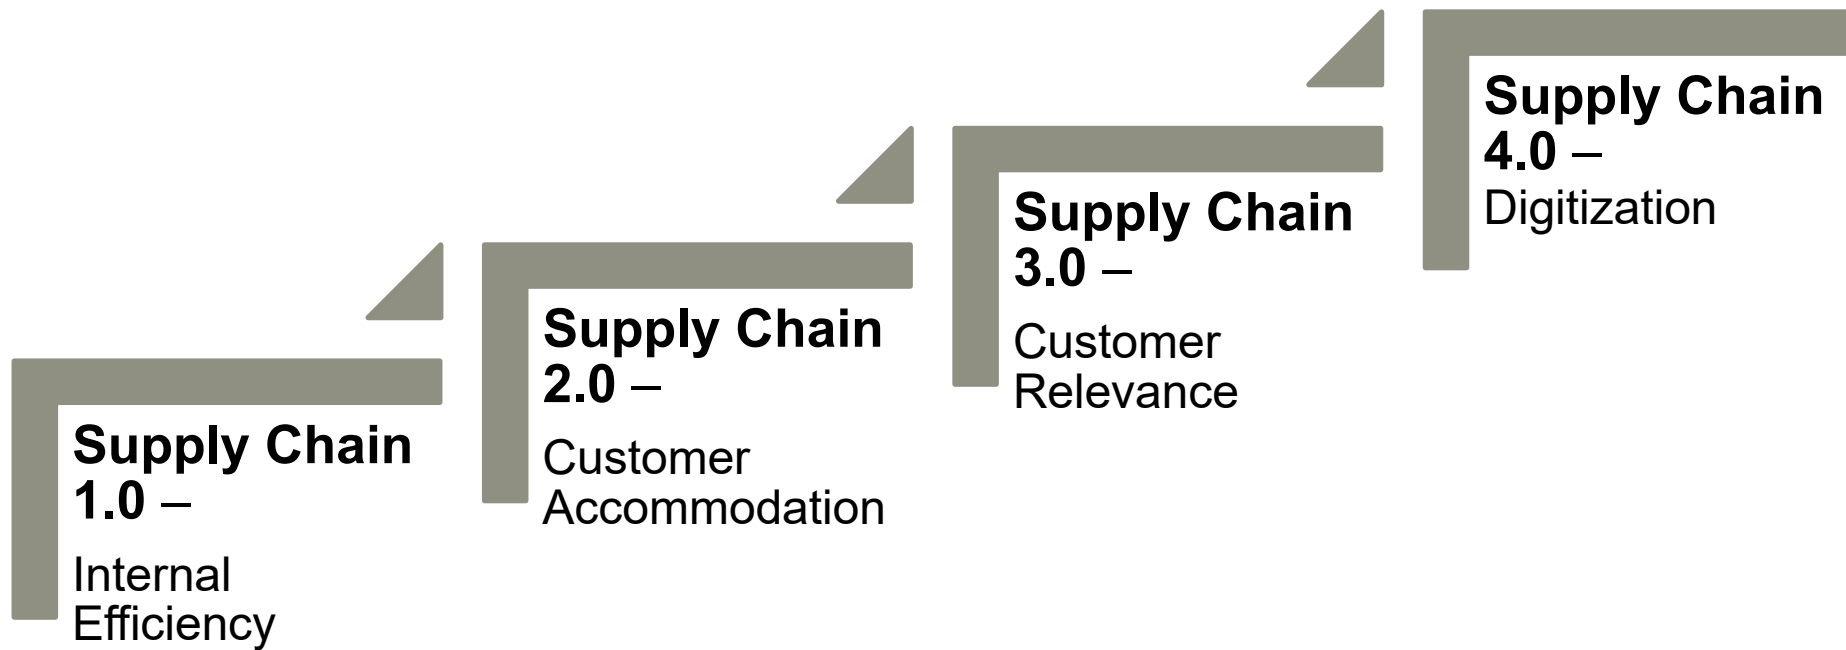 Supply Chain
1.0 –
Internal
Efficiency
Supply Chain
2.0 –
Customer
Accommodation
Supply Chain
3.0 –
Customer
Relevance
Supply Chain
4.0 –
Digitization